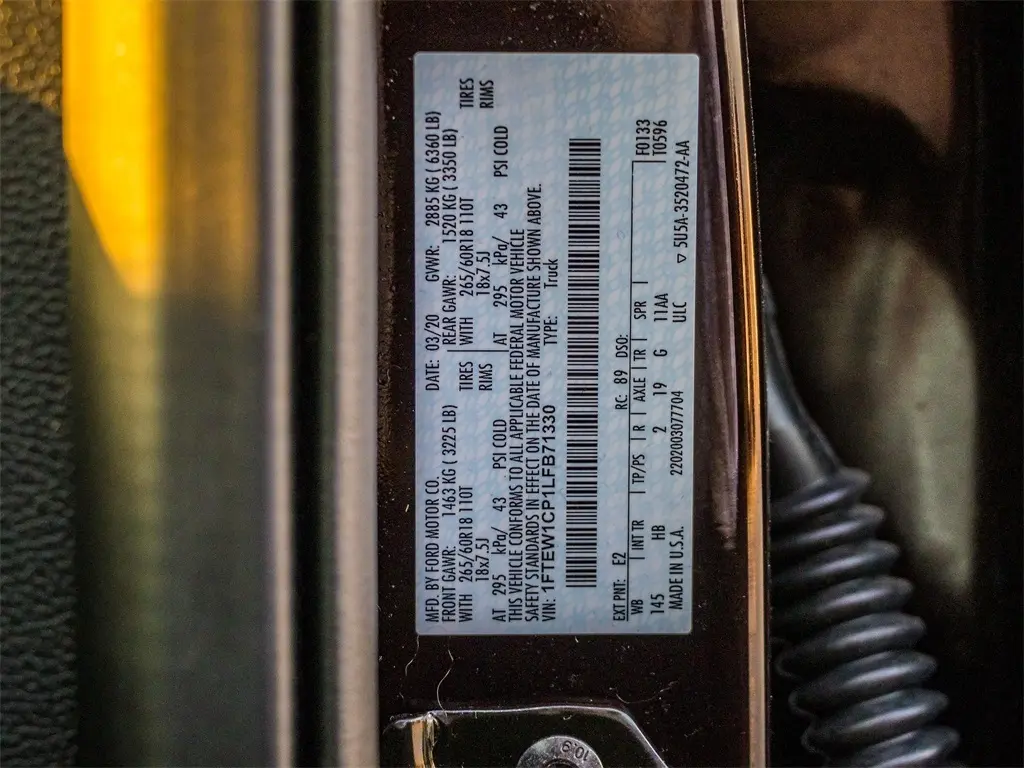 MFD. BY FORD MOTOR CO. DATE: 03/20 GVWR: 2885 KG ( 6360 LB)
FRONT GAWR: 1463 KG ( 3225 LB) REAR GAWR: 1520 KG ( 3350 LB)
WITH 265/60R18 110T TIRES WITH 265/60R18 110T TIRES
18x7.5J RIMS 18x7.5J RIMS
AT 295 kPa/ 43 PSI COLD AT 295 kPa/ 43 PSI COLD
THIS VEHICLE CONFORMS TO ALL APPLICABLE FEDERAL MOTOR VEHICLE
SAFETY STANDARDS IN EFFECT ON THE DATE OF MANUFACTURE SHOWN ABOVE.
VIN: 1FTEW1CP1LFB71330 TYPE: Truck
EXT PNT: E2 RC: 89 DSO:
WB INT TR TP/PS R AXLE TR SPR F0133
145 HB 2 19 G 11AA T0596
MADE IN U.S.A. 2202003077704 ULC ▽ 5U5A-3520472-AA
10.9